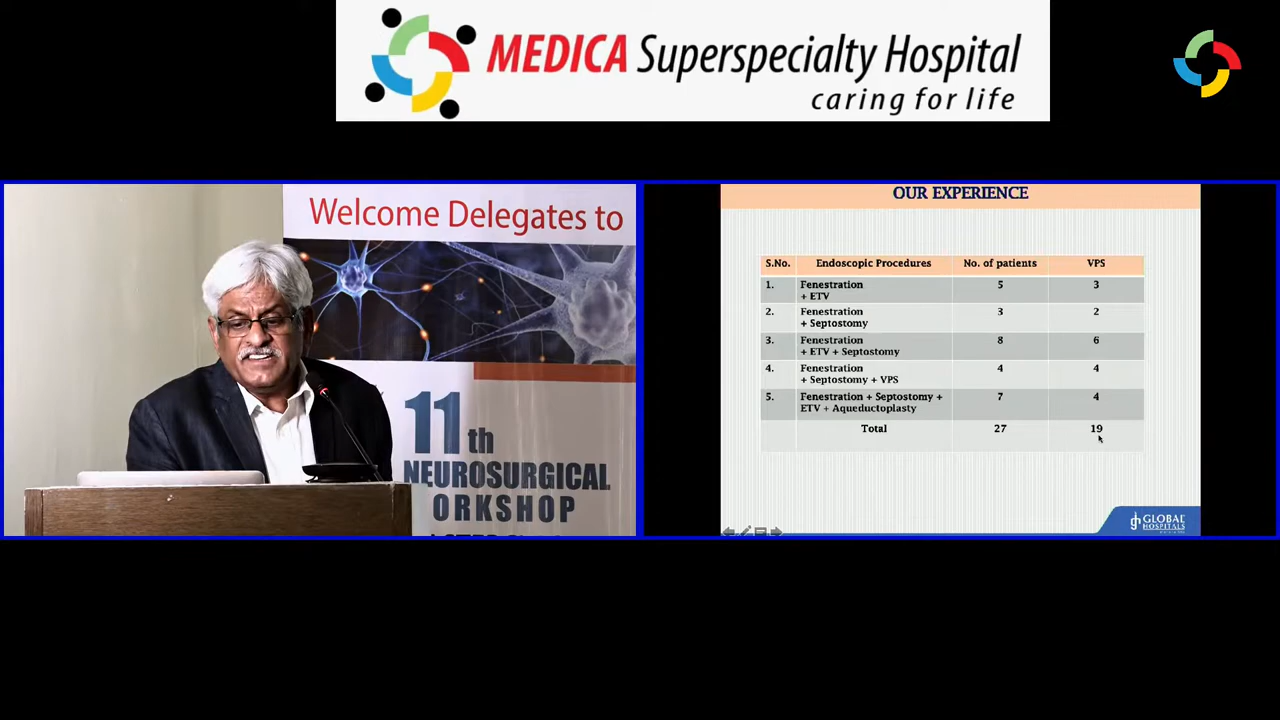 MEDICA Superspecialty Hospital
caring for life
Welcome Delegates to
11th
NEUROSURGICAL
ORKSHOP
OUR EXPERIENCE
S.No. Endoscopic Procedures No. of patients VPS
1. Fenestration 5 3
+ ETV
2. Fenestration 3 2
+ Septostomy
3. Fenestration 8 6
+ ETV + Septostomy
4. Fenestration 4 4
+ Septostomy + VPS
5. Fenestration + Septostomy + 7 4
ETV + Aqueductoplasty
Total 27 19
GLOBAL
HOSPITALS